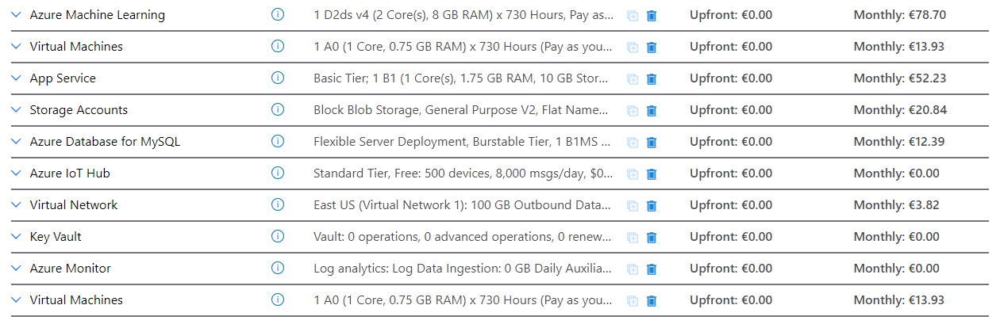 Azure Machine Learning 1 D2ds v4 (2 Core(s), 8 GB RAM) x 730 Hours, Pay as... Upfront: €0.00 Monthly: €78.70
Virtual Machines 1 A0 (1 Core, 0.75 GB RAM) x 730 Hours (Pay as you... Upfront: €0.00 Monthly: €13.93
App Service Basic Tier; 1 B1 (1 Core(s), 1.75 GB RAM, 10 GB Stor... Upfront: €0.00 Monthly: €52.23
Storage Accounts Block Blob Storage, General Purpose V2, Flat Name... Upfront: €0.00 Monthly: €20.84
Azure Database for MySQL Flexible Server Deployment, Burstable Tier, 1 B1MS ... Upfront: €0.00 Monthly: €12.39
Azure IoT Hub Standard Tier, Free: 500 devices, 8,000 msgs/day, $0... Upfront: €0.00 Monthly: €0.00
Virtual Network East US (Virtual Network 1): 100 GB Outbound Data... Upfront: €0.00 Monthly: €3.82
Key Vault Vault: 0 operations, 0 advanced operations, 0 renew... Upfront: €0.00 Monthly: €0.00
Azure Monitor Log analytics: Log Data Ingestion: 0 GB Daily Auxilia... Upfront: €0.00 Monthly: €0.00
Virtual Machines 1 A0 (1 Core, 0.75 GB RAM) x 730 Hours (Pay as you... Upfront: €0.00 Monthly: €13.93